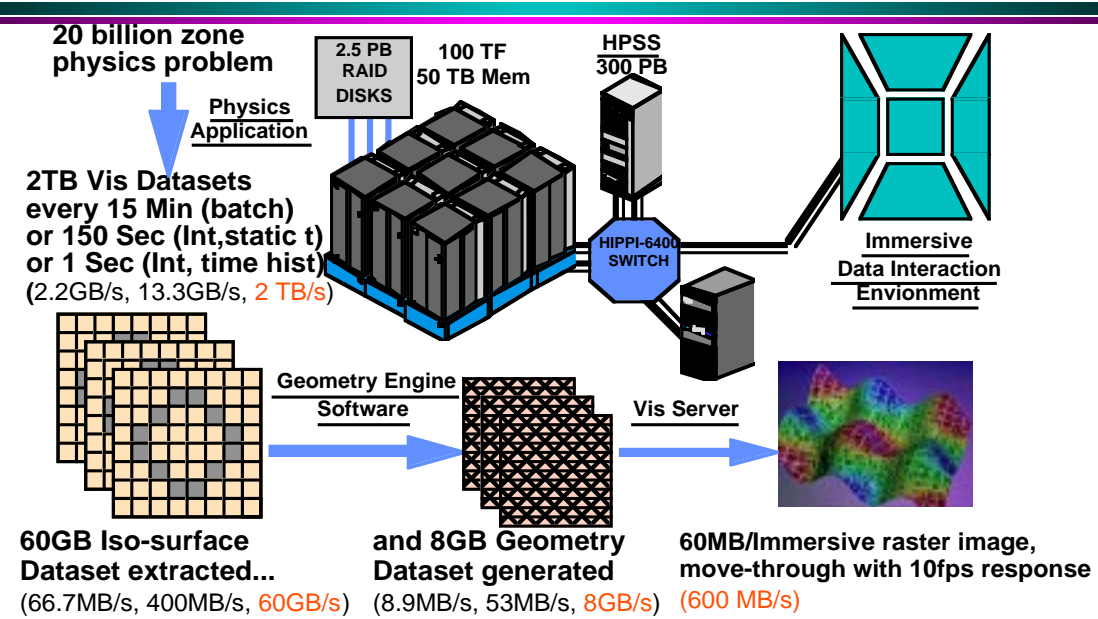 20 billion zone
physics problem
Physics
Application
2.5 PB
RAID
DISKS
100 TF
50 TB Mem
HPSS
300 PB
HIPPI-6400
SWITCH
Immersive
Data Interaction
Envionment
2TB Vis Datasets
every 15 Min (batch)
or 150 Sec (Int,static t)
or 1 Sec (Int, time hist)
(2.2GB/s, 13.3GB/s, 2 TB/s)
Geometry Engine
Software
Vis Server
60GB Iso-surface
Dataset extracted...
(66.7MB/s, 400MB/s, 60GB/s)
and 8GB Geometry
Dataset generated
(8.9MB/s, 53MB/s, 8GB/s)
60MB/Immersive raster image,
move-through with 10fps response
(600 MB/s)